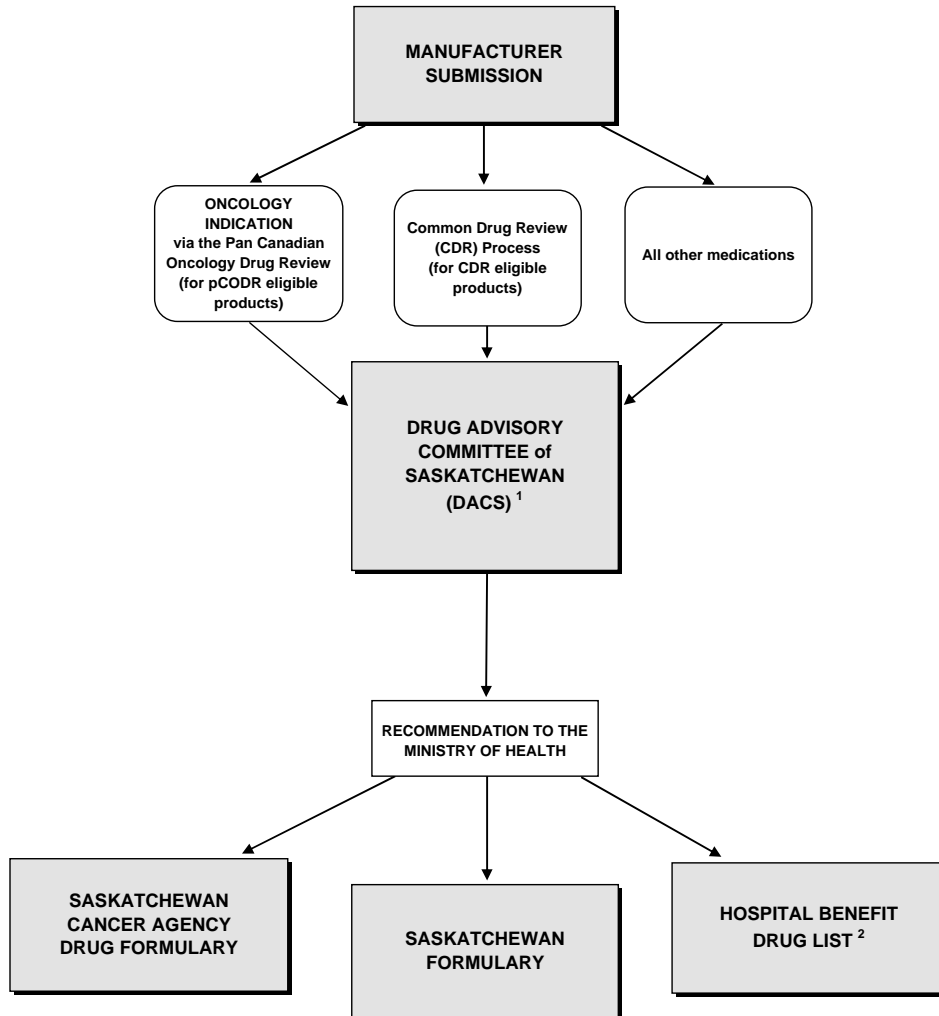 MANUFACTURER
SUBMISSION
ONCOLOGY
INDICATION
via the Pan Canadian
Oncology Drug Review
(for pCODR eligible
products)
Common Drug Review
(CDR) Process
(for CDR eligible
products)
All other medications
DRUG ADVISORY
COMMITTEE of
SASKATCHEWAN
(DACS) 1
RECOMMENDATION TO THE
MINISTRY OF HEALTH
SASKATCHEWAN
CANCER AGENCY
DRUG FORMULARY
SASKATCHEWAN
FORMULARY
HOSPITAL BENEFIT
DRUG LIST 2